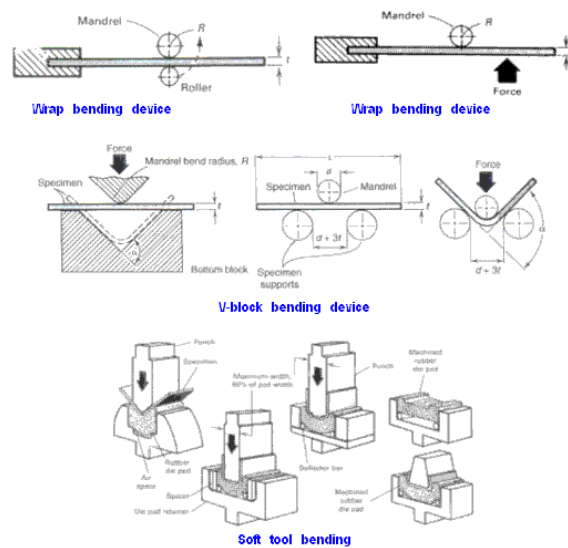 Mandrel
R
t
Roller
Wrap bending device
Mandrel
R
t
Force
Wrap bending device
Force
Mandrel bend radius, R
Specimen
t
α
Bottom block
L
d
Specimen
Mandrel
t
d + 3t
Specimen
supports
Force
α
d + 3t
V-block bending device
Punch
Specimen
Rubber
die pad
Air
space
Maximum width,
of pad width
Spacer
Die pad retainer
Punch
Deflector bar
Machined
rubber
die pad
Machined
rubber
die pad
Soft tool bending